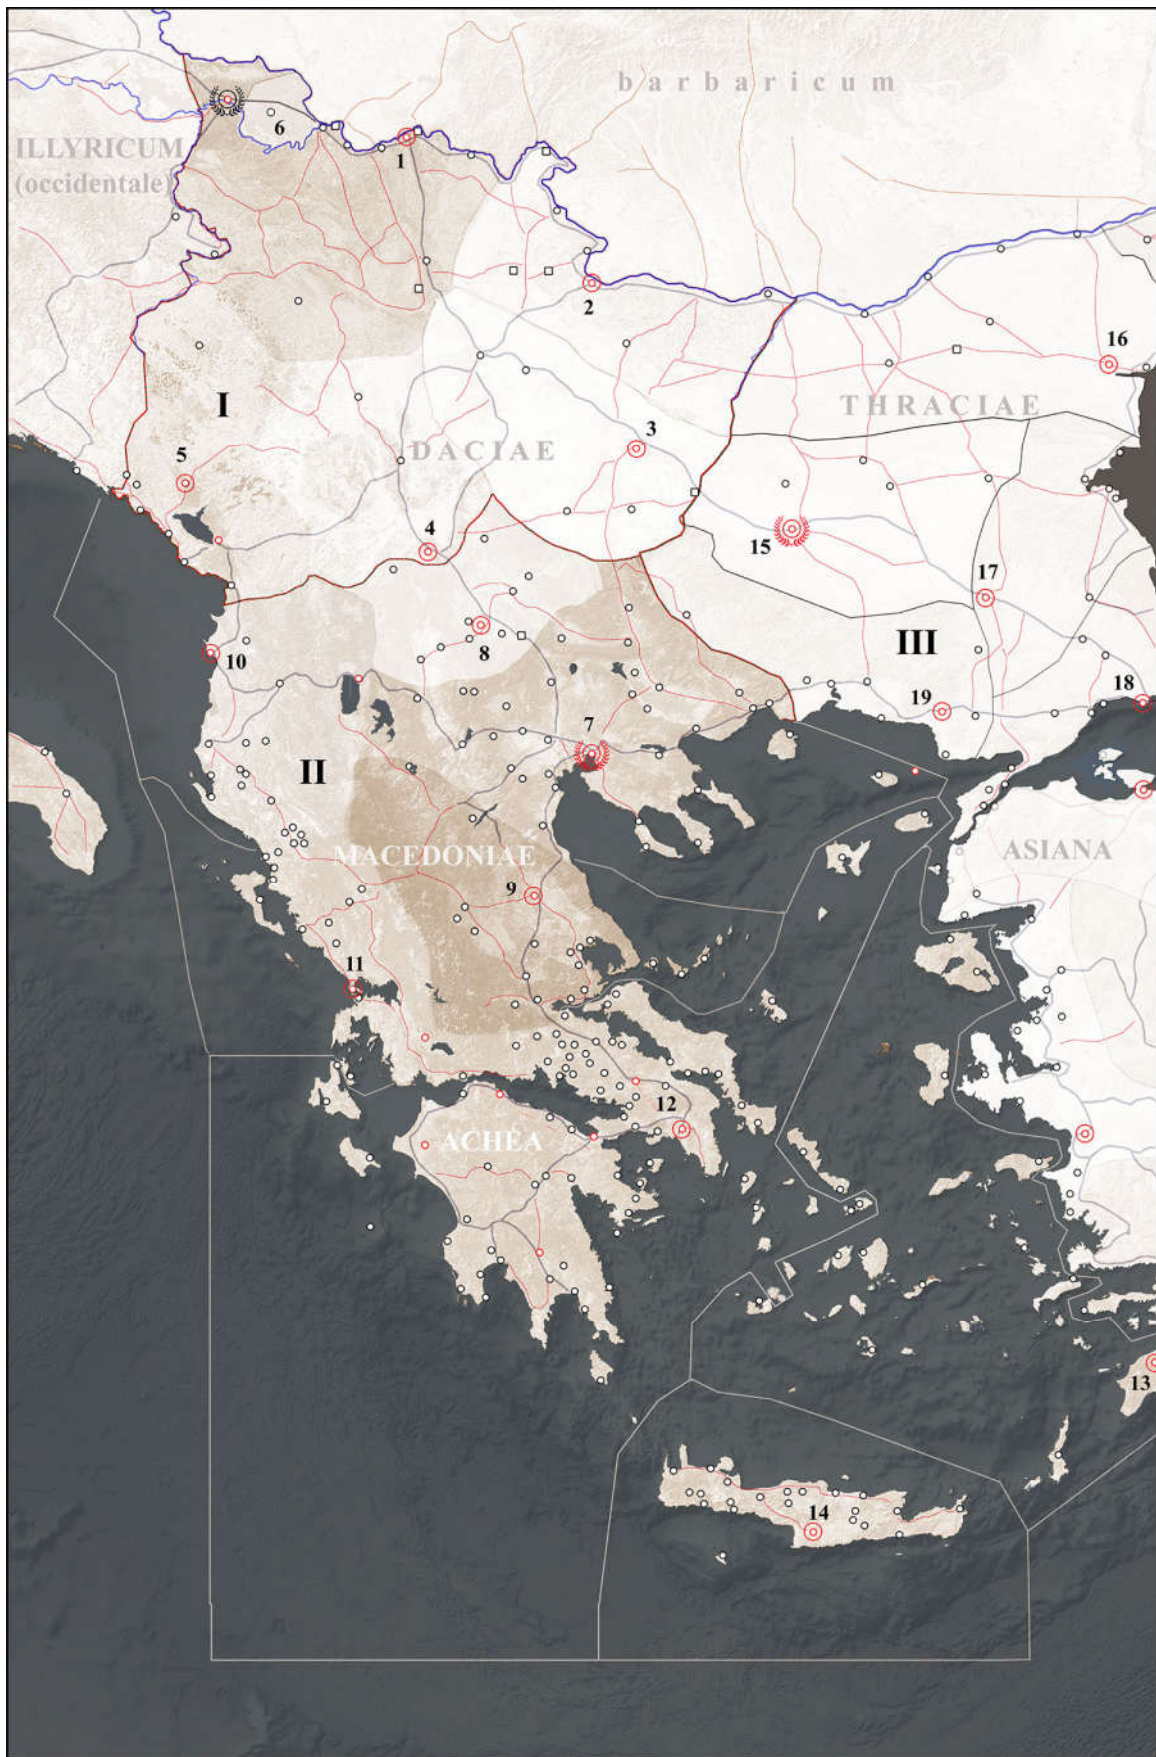 barbaricum
6
ILLYRICUM
(occidentale)
1
2
16
I
THRACIAE
DACIAE
3
5
4
15
17
III
10
8
18
19
7
II
MACEDONIAE
ASIANA
9
11
12
ACHEA
13
14